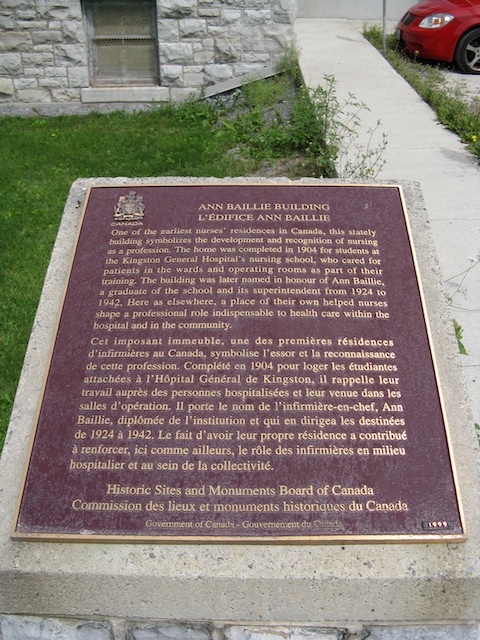 CANADA
ANN BAILLIE BUILDING
L'ÉDIFICE ANN BAILLIE
One of the earliest nurses' residences in Canada, this stately
building symbolizes the development and recognition of nursing
as a profession. The home was completed in 1904 for students at
the Kingston General Hospital's nursing school, who cared for
patients in the wards and operating rooms as part of their
training. The building was later named in honour of Ann Baillie,
a graduate of the school and its superintendent from 1924 to
1942. Here as elsewhere, a place of their own helped nurses
shape a professional role indispensable to health care within the
hospital and in the community.
Cet imposant immeuble, une des premières résidences
d'infirmières au Canada, symbolise l'essor et la reconnaissance
de cette profession. Complété en 1904 pour loger les étudiantes
attachées à l'Hôpital Général de Kingston, il rappelle leur
travail auprès des personnes hospitalisées et leur venue dans les
salles d'opération. Il porte le nom de l'infirmière-en-chef, Ann
Baillie, diplômée de l'institution et qui en dirigea les destinées
de 1924 à 1942. Le fait d'avoir leur propre résidence a contribué
à renforcer, ici comme ailleurs, le rôle des infirmières en milieu
hospitalier et au sein de la collectivité.
Historic Sites and Monuments Board of Canada
Commission des lieux et monuments historiques du Canada
Government of Canada - Gouvernement du Canada
1999